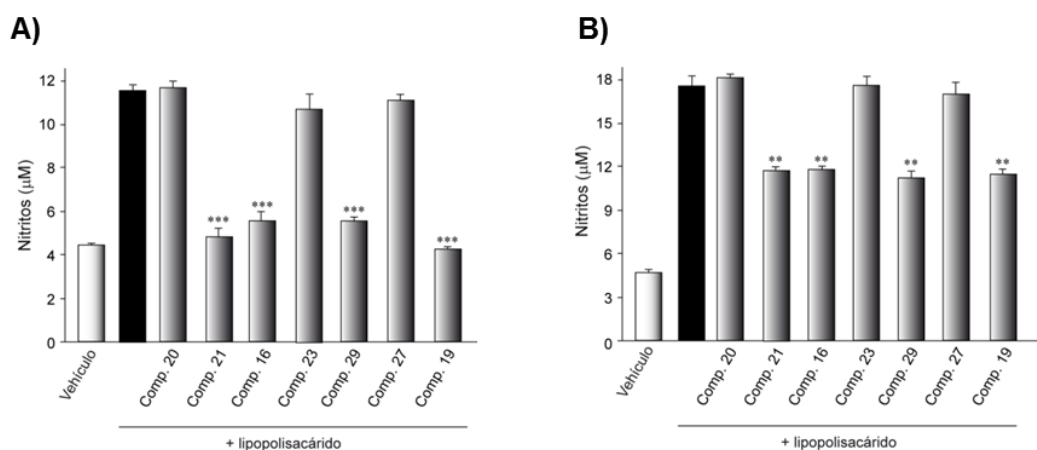 A)
Nitritos (µM)
12
10
8
6
4
2
0
***
***
***
***
Vehículo
Comp. 20
Comp. 21
Comp. 16
Comp. 23
Comp. 29
Comp. 27
Comp. 19
+ lipopolisacárido
B)
Nitritos (µM)
18
15
12
9
6
3
0
**
**
**
**
Vehículo
Comp. 20
Comp. 21
Comp. 16
Comp. 23
Comp. 29
Comp. 27
Comp. 19
+ lipopolisacárido